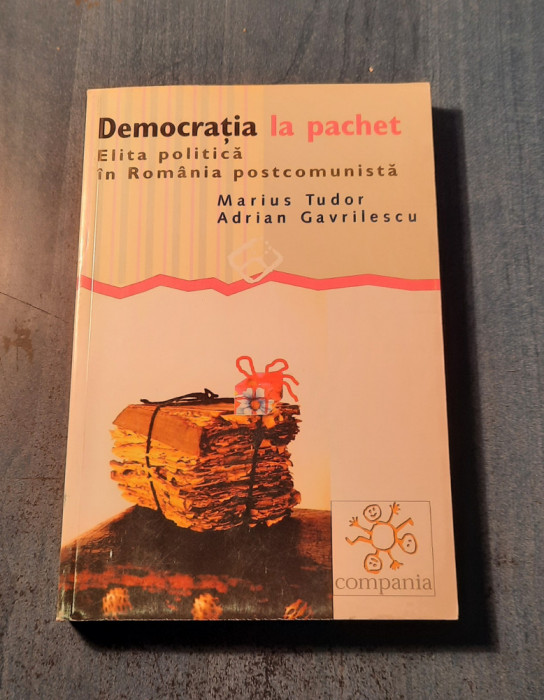 Democrația la pachet
Elita politică
în România postcomunistă
Marius Tudor
Adrian Gavrilescu
compania